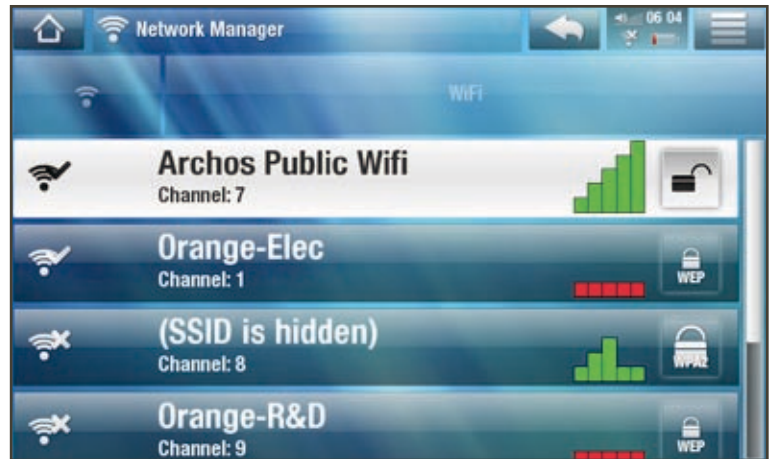 Network Manager
06 04
WiFi
Archos Public Wifi
Channel: 7
Orange-Elec
Channel: 1
WEP
(SSID is hidden)
Channel: 8
WPA2
Orange-R&D
Channel: 9
WEP